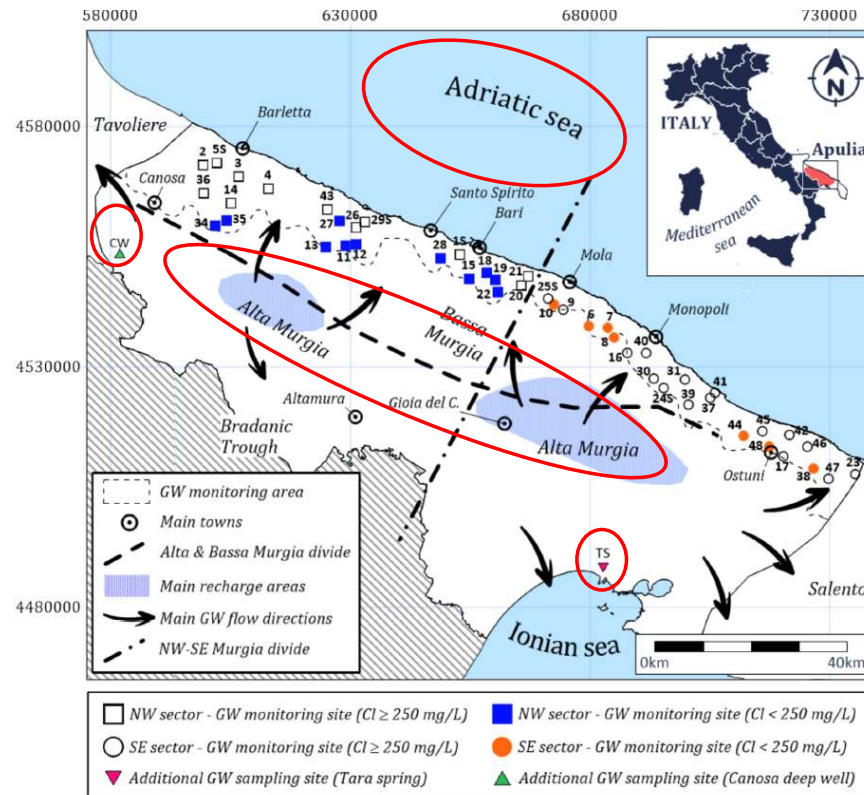 580000 630000 680000 730000
4580000
4530000
4480000
Adriatic sea
ITALY
N
Apulia
Mediterranean
sea
Tavoliere
Barletta
Canosa
Santo Spirito
Bari
Mola
Monopoli
CW
2
5S
3
36
14
4
34
35
43
27
26
29S
13
11
12
28
1S
15
18
19
21
22
20
25S
10
9
6
7
8
16
40
30
31
24S
39
37
41
44
45
42
48
46
17
38
47
23
Alta Murgia
Bassa
Murgia
Altamura
Gioia del C.
Alta Murgia
Ostuni
Bradanic
Trough
TS
Salento
Ionian sea
0km 40km
GW monitoring area
Main towns
Alta & Bassa Murgia divide
Main recharge areas
Main GW flow directions
NW-SE Murgia divide
NW sector - GW monitoring site (Cl ≥ 250 mg/L) NW sector - GW monitoring site (Cl < 250 mg/L)
SE sector - GW monitoring site (Cl ≥ 250 mg/L) SE sector - GW monitoring site (Cl < 250 mg/L)
Additional GW sampling site (Tara spring) Additional GW sampling site (Canosa deep well)